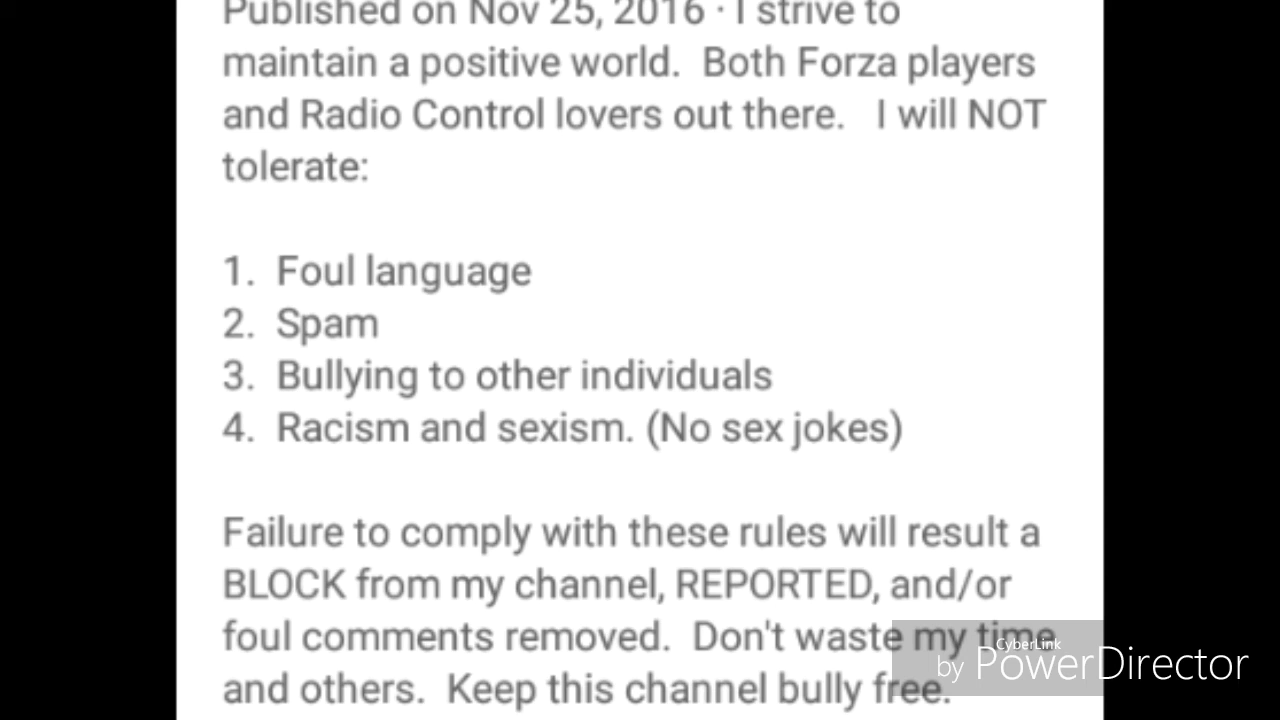 Published on Nov 25, 2016 · I strive to
maintain a positive world.  Both Forza players
and Radio Control lovers out there.   I will NOT
tolerate:
1.  Foul language
2.  Spam
3.  Bullying to other individuals
4.  Racism and sexism. (No sex jokes)
Failure to comply with these rules will result a
BLOCK from my channel, REPORTED, and/or
foul comments removed.  Don't waste my time
and others.  Keep this channel bully free.
CyberLink
by PowerDirector